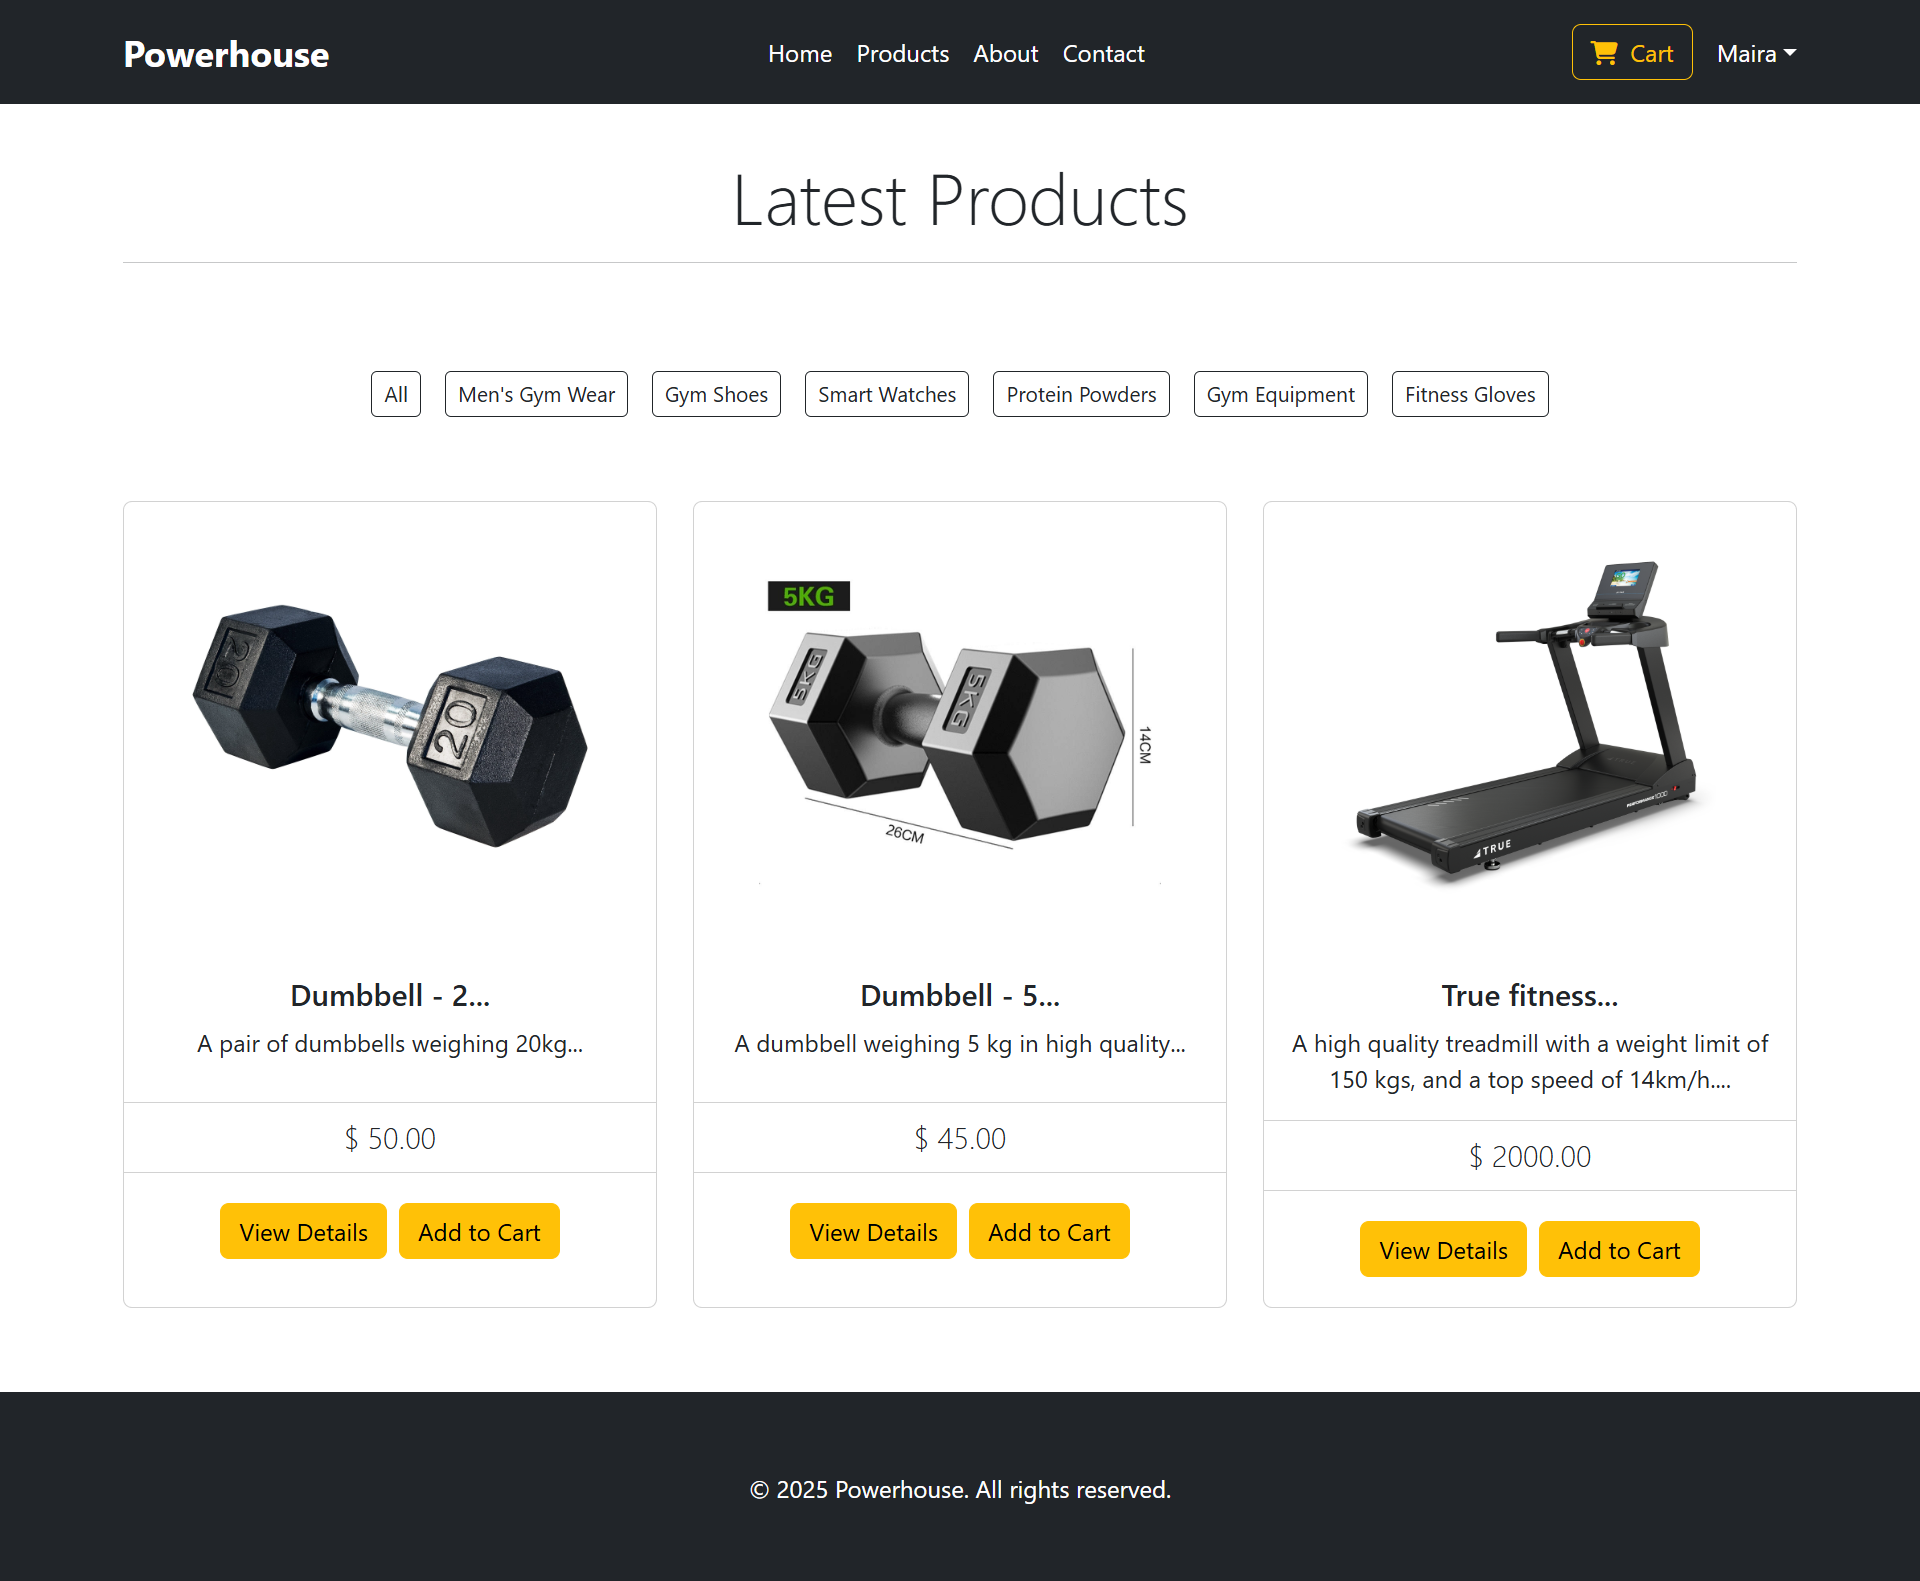 Powerhouse
Home Products About Contact
Cart
Maira
Latest Products
All Men's Gym Wear Gym Shoes Smart Watches Protein Powders Gym Equipment Fitness Gloves
20
20
5KG
5KG
5KG
14CM
26CM
TRUE
PERFORMANCE 1000
Dumbbell - 2...
A pair of dumbbells weighing 20kg...
$ 50.00
View Details Add to Cart
Dumbbell - 5...
A dumbbell weighing 5 kg in high quality...
$ 45.00
View Details Add to Cart
True fitness...
A high quality treadmill with a weight limit of
150 kgs, and a top speed of 14km/h....
$ 2000.00
View Details Add to Cart
© 2025 Powerhouse. All rights reserved.